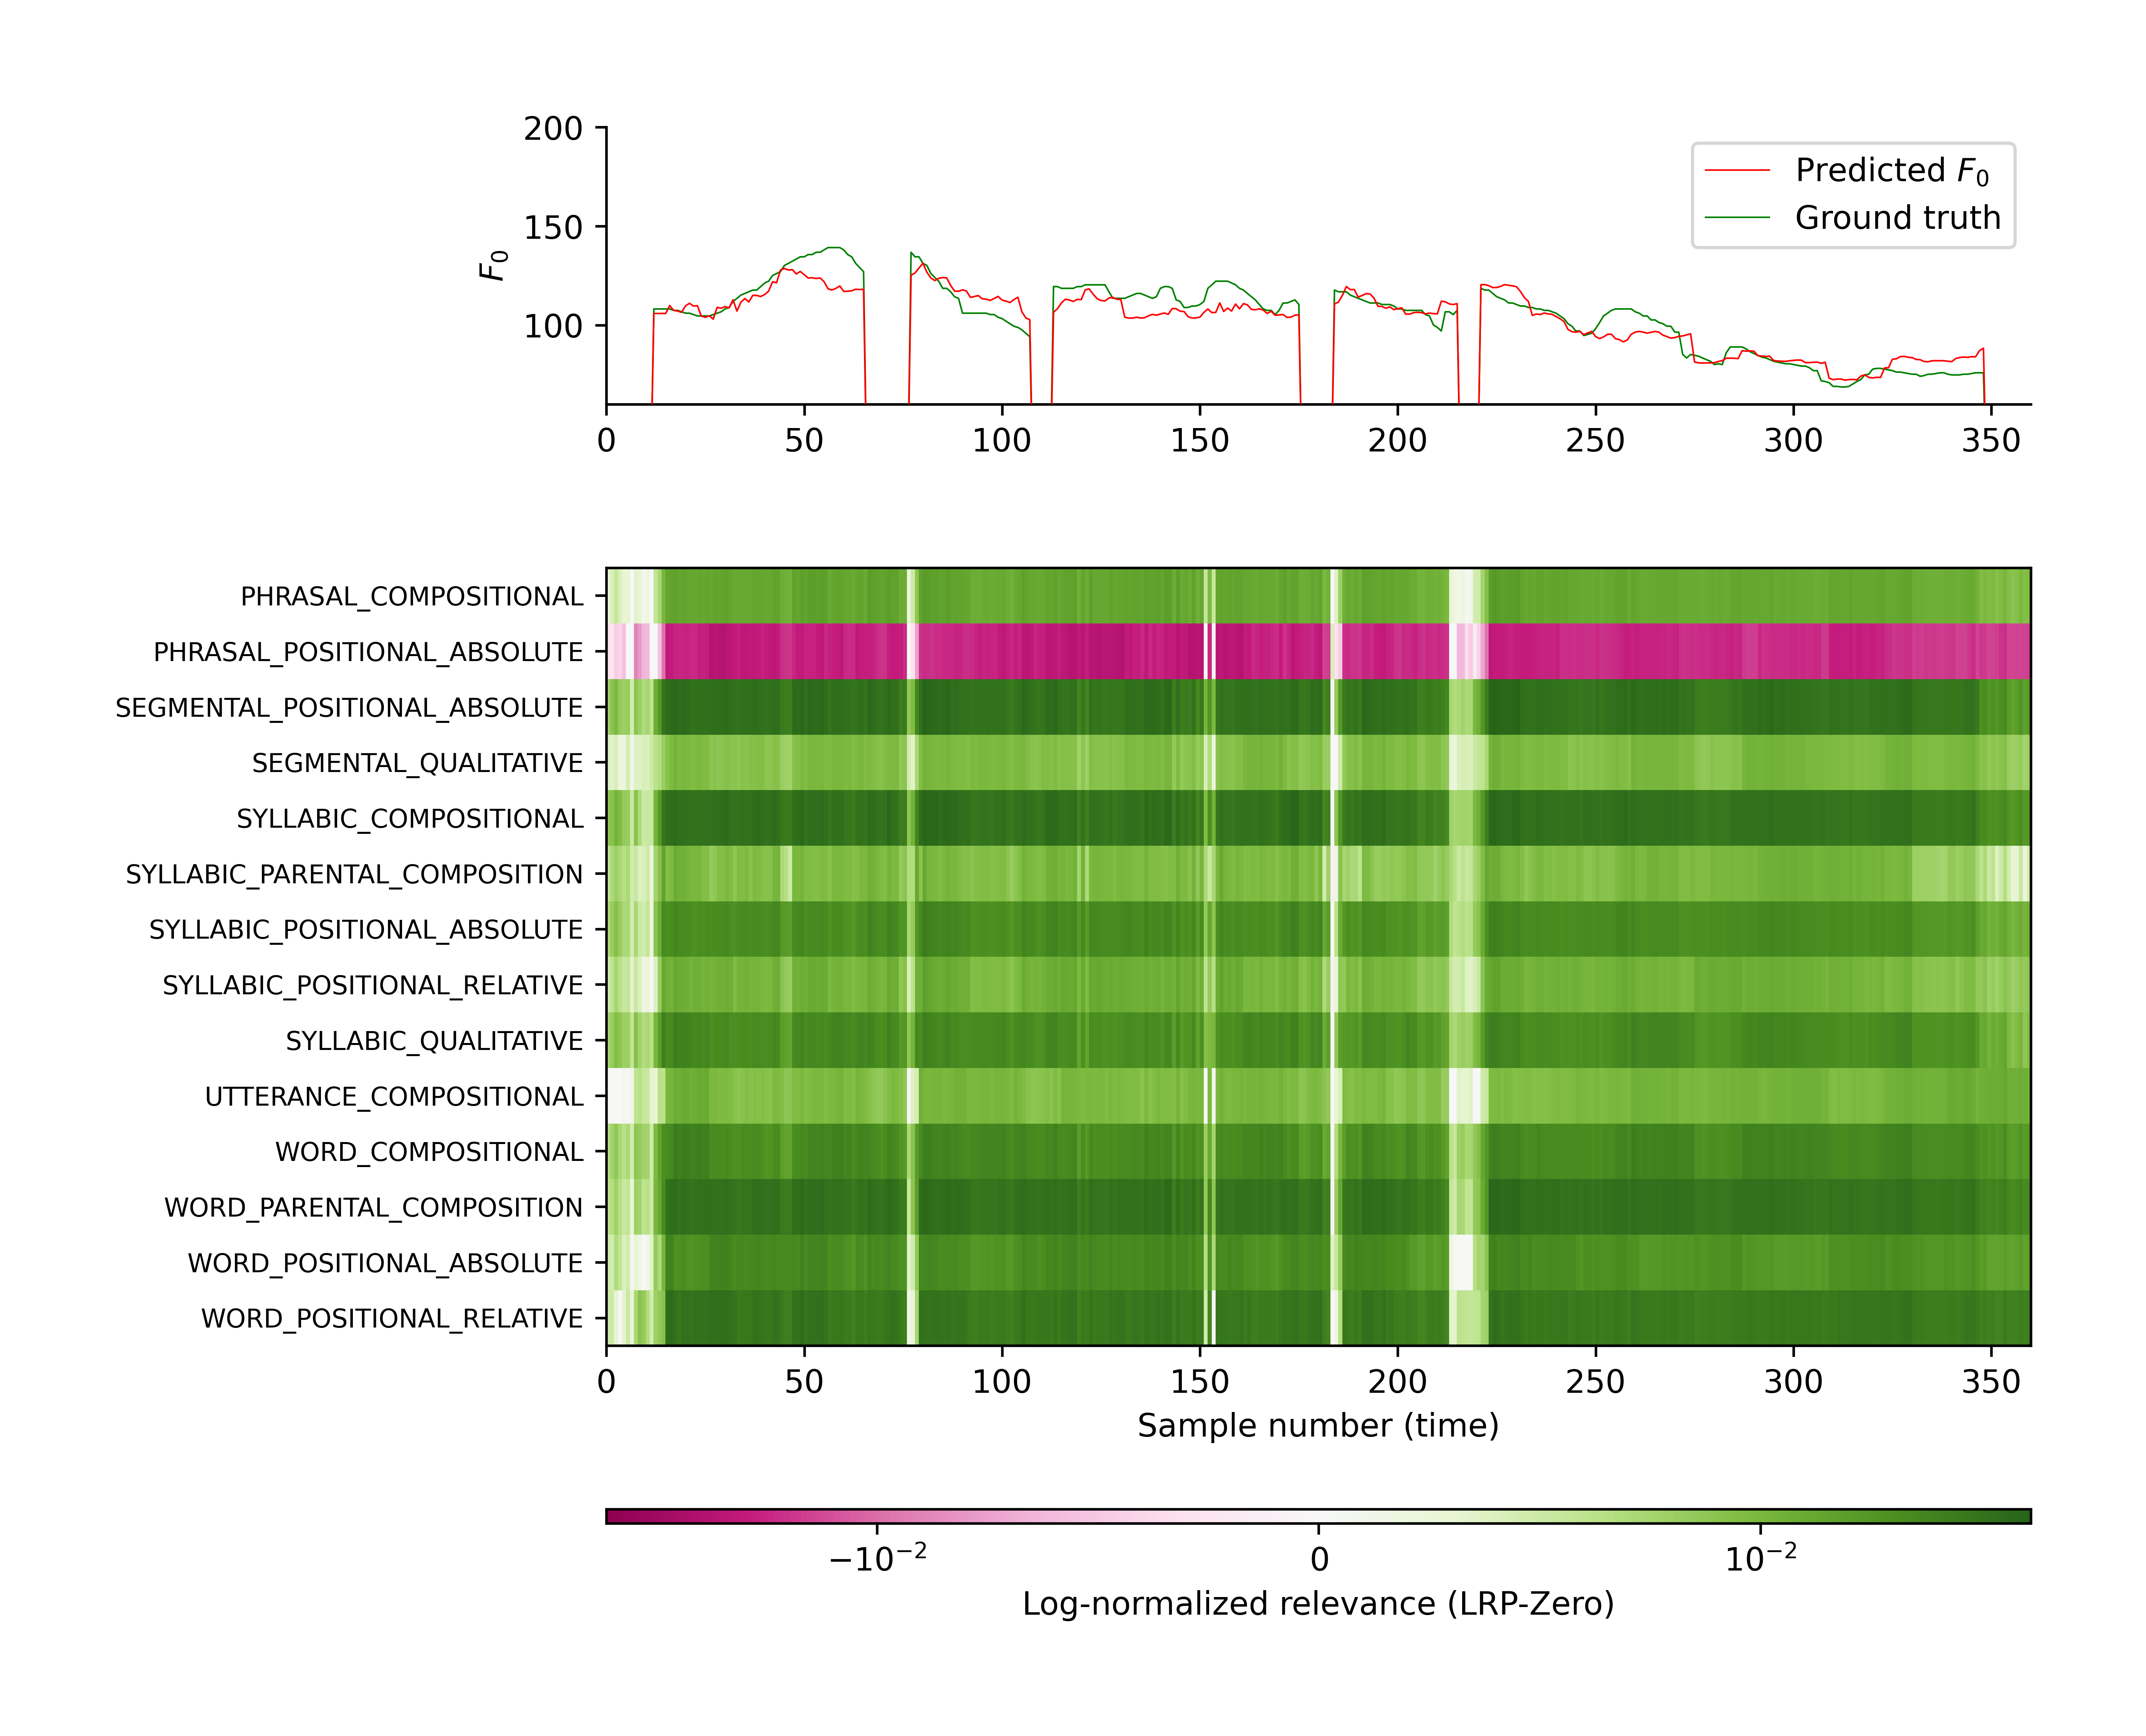 200
150
100
F0
Predicted F0
Ground truth
0 50 100 150 200 250 300 350
PHRASAL_COMPOSITIONAL
PHRASAL_POSITIONAL_ABSOLUTE
SEGMENTAL_POSITIONAL_ABSOLUTE
SEGMENTAL_QUALITATIVE
SYLLABIC_COMPOSITIONAL
SYLLABIC_PARENTAL_COMPOSITION
SYLLABIC_POSITIONAL_ABSOLUTE
SYLLABIC_POSITIONAL_RELATIVE
SYLLABIC_QUALITATIVE
UTTERANCE_COMPOSITIONAL
WORD_COMPOSITIONAL
WORD_PARENTAL_COMPOSITION
WORD_POSITIONAL_ABSOLUTE
WORD_POSITIONAL_RELATIVE
0 50 100 150 200 250 300 350
Sample number (time)
−10⁻² 0 10⁻²
Log-normalized relevance (LRP-Zero)